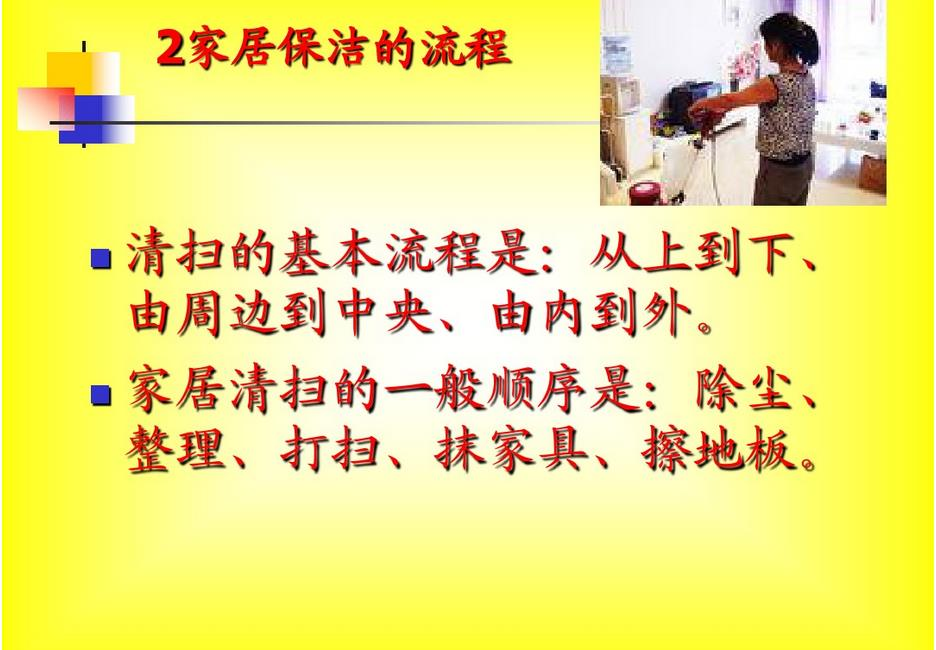 2家居保洁的流程
清扫的基本流程是：从上到下、
由周边到中央、由内到外。
家居清扫的一般顺序是：除尘、
整理、打扫、抹家具、擦地板。